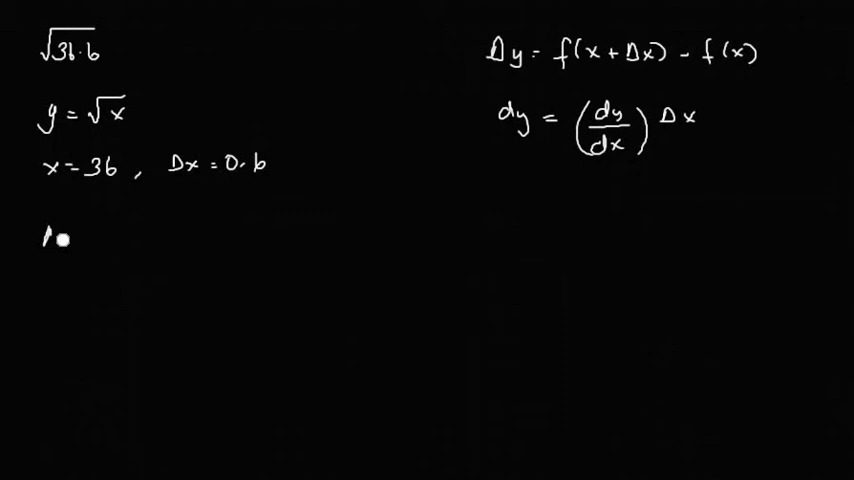 √36.6
y = √x
x = 36 , Δx = 0.6
Δy = f(x + Δx) - f(x)
dy = (dy/dx) Δx